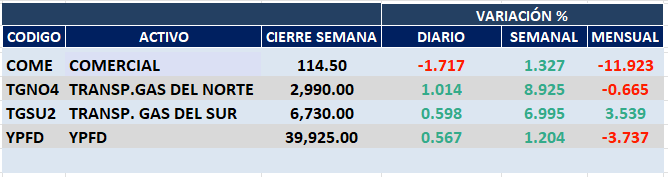 VARIACIÓN %
CODIGO ACTIVO CIERRE SEMANA DIARIO SEMANAL MENSUAL
COME COMERCIAL 114.50 -1.717 1.327 -11.923
TGNO4 TRANSP.GAS DEL NORTE 2,990.00 1.014 8.925 -0.665
TGSU2 TRANSP. GAS DEL SUR 6,730.00 0.598 6.995 3.539
YPFD YPFD 39,925.00 0.567 1.204 -3.737